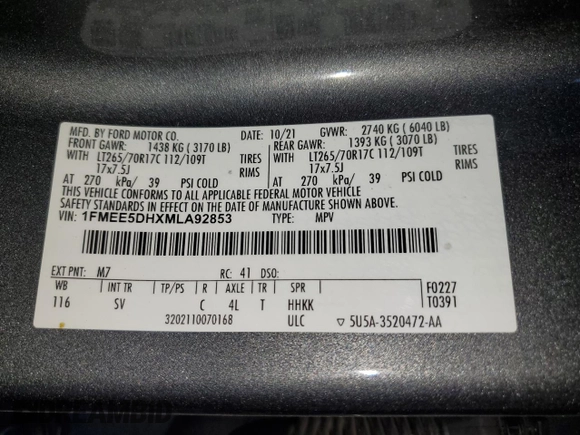 MFD. BY FORD MOTOR CO. DATE: 10/21 GVWR: 2740 KG ( 6040 LB)
FRONT GAWR: 1438 KG ( 3170 LB) REAR GAWR: 1393 KG ( 3070 LB)
WITH LT265/70R17C 112/109T TIRES WITH LT265/70R17C 112/109T TIRES
17x7.5J RIMS 17x7.5J RIMS
AT 270 kPa/ 39 PSI COLD AT 270 kPa/ 39 PSI COLD
THIS VEHICLE CONFORMS TO ALL APPLICABLE FEDERAL MOTOR VEHICLE
SAFETY STANDARDS IN EFFECT ON THE DATE OF MANUFACTURE SHOWN ABOVE.
VIN: 1FMEE5DHXMLA92853 TYPE: MPV
EXT PNT: M7 RC: 41 DSO:
WB INT TR TP/PS R AXLE TR SPR F0227
116 SV C 4L T HHKK T0391
3202110070168 ULC ▽ 5U5A-3520472-AA